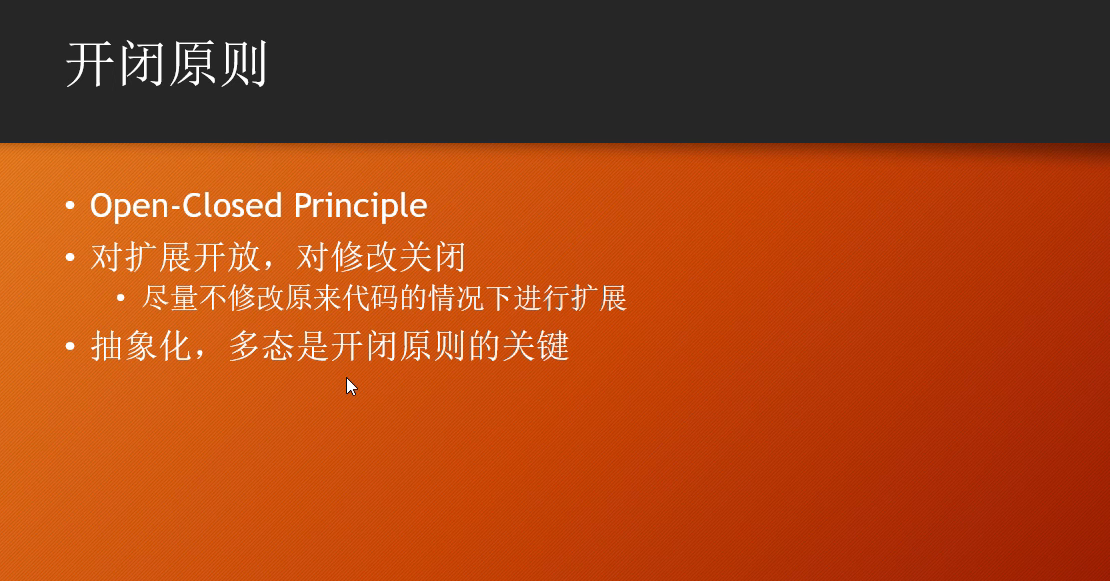 开闭原则
• Open-Closed Principle
• 对扩展开放，对修改关闭
• 尽量不修改原来代码的情况下进行扩展
• 抽象化，多态是开闭原则的关键